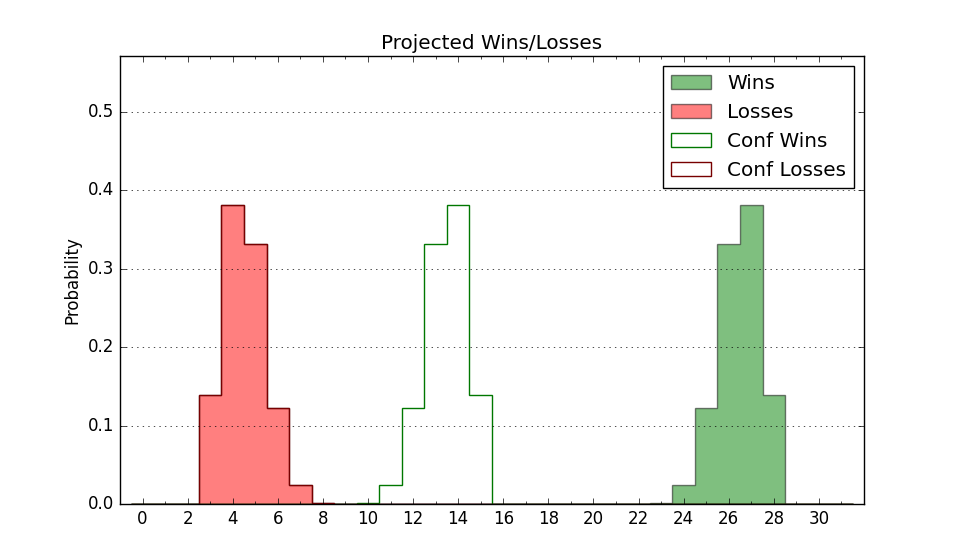 Projected Wins/Losses
Wins
Losses
Conf Wins
Conf Losses
Probability
0.5
0.4
0.3
0.2
0.1
0.0
0 2 4 6 8 10 12 14 16 18 20 22 24 26 28 30